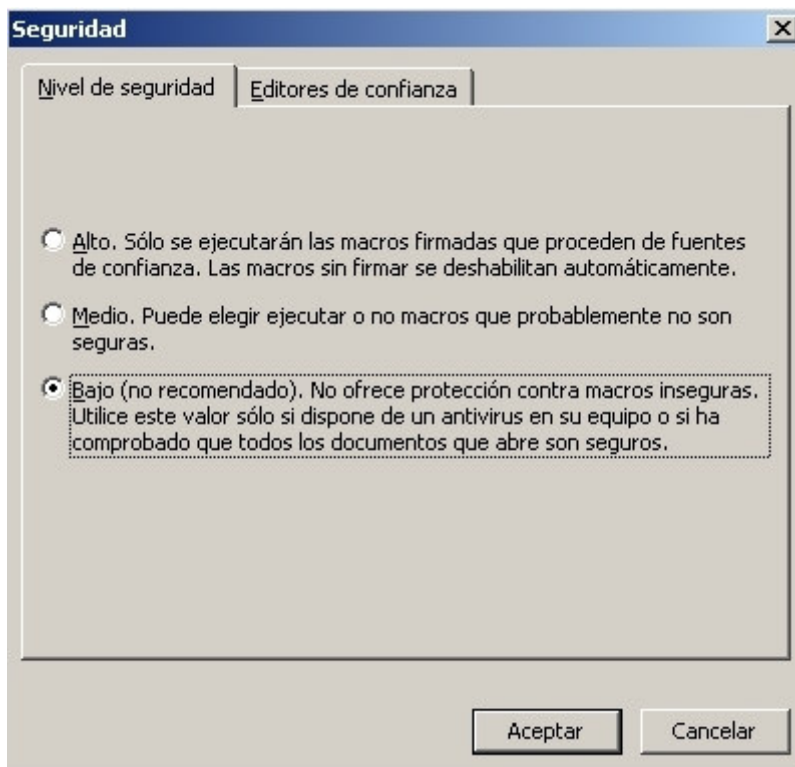 Seguridad
Nivel de seguridad
Editores de confianza
Alto. Sólo se ejecutarán las macros firmadas que proceden de fuentes
de confianza. Las macros sin firmar se deshabilitan automáticamente.
Medio. Puede elegir ejecutar o no macros que probablemente no son
seguras.
Bajo (no recomendado). No ofrece protección contra macros inseguras.
Utilice este valor sólo si dispone de un antivirus en su equipo o si ha
comprobado que todos los documentos que abre son seguros.
Aceptar
Cancelar